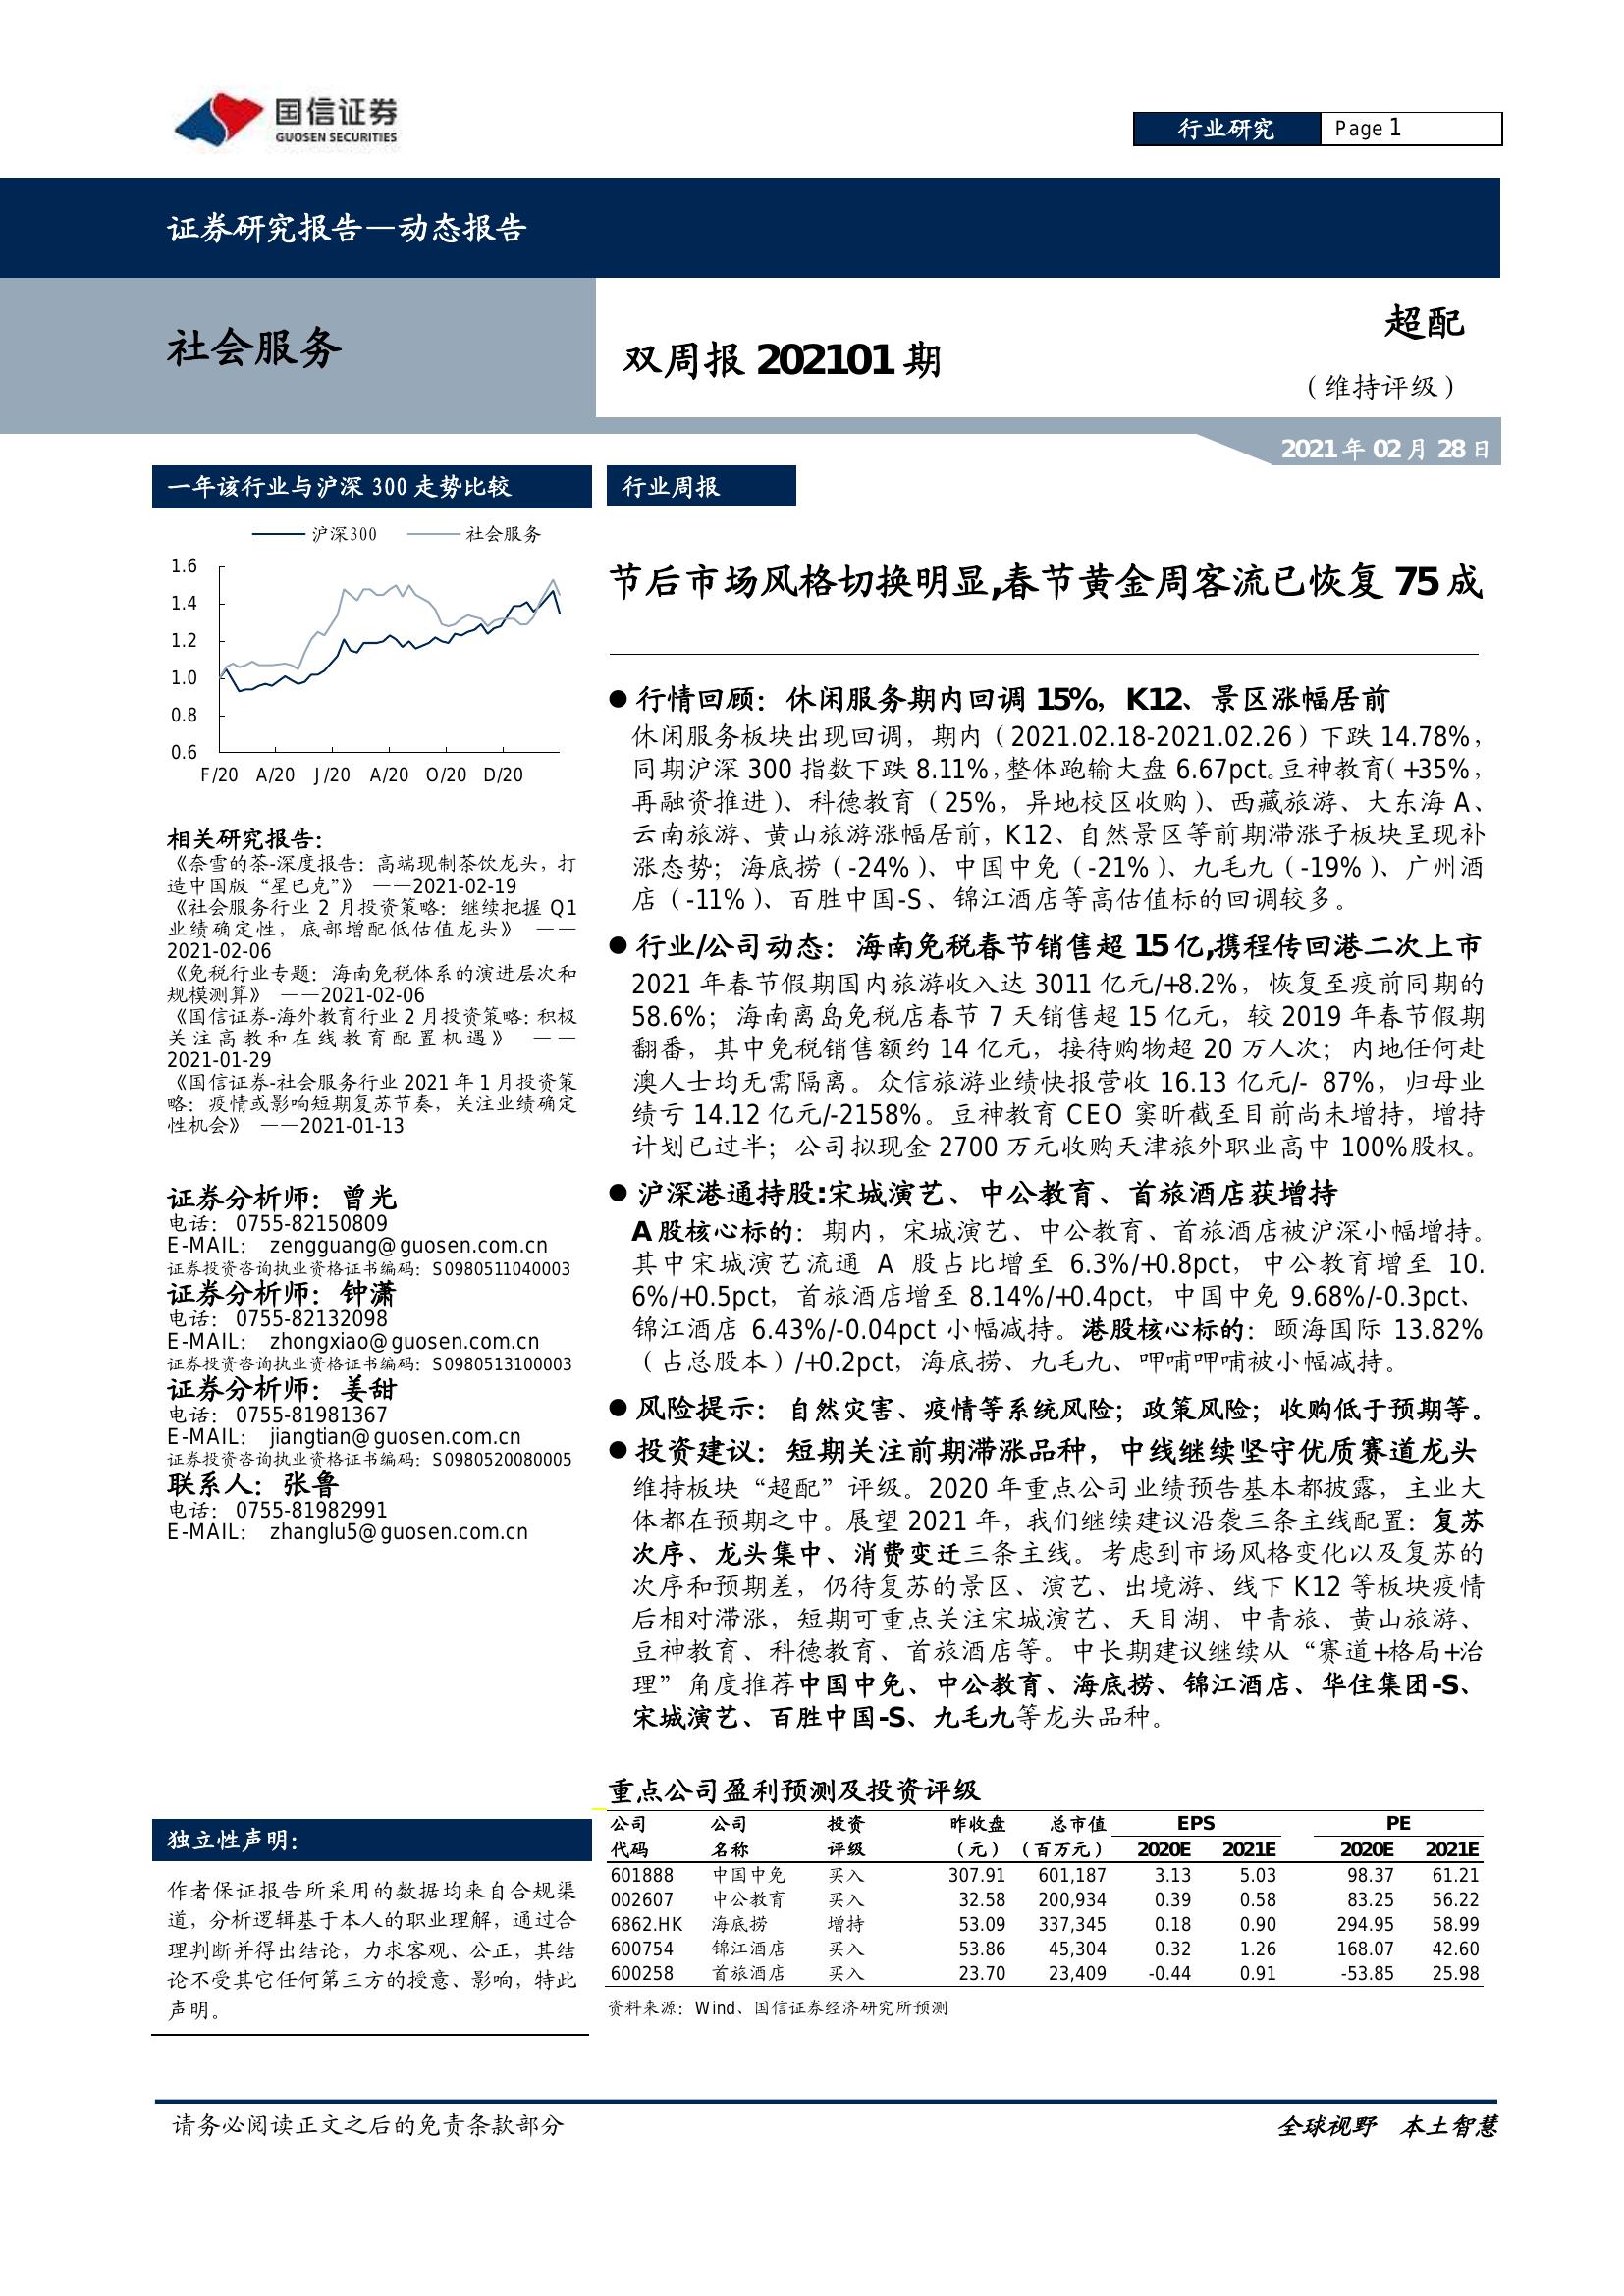 国信证券
GUOSEN SECURITIES
行业研究 Page 1
证券研究报告—动态报告
社会服务
双周报 202101 期
超配
（维持评级）
2021 年 02 月 28 日
一年该行业与沪深 300 走势比较
沪深300 社会服务
1.6
1.4
1.2
1.0
0.8
0.6
F/20 A/20 J/20 A/20 O/20 D/20
相关研究报告：
《奈雪的茶-深度报告：高端现制茶饮龙头，打
造中国版“星巴克”》 ——2021-02-19
《社会服务行业 2 月投资策略：继续把握 Q1
业绩确定性，底部增配低估值龙头》 ——
2021-02-06
《免税行业专题：海南免税体系的演进层次和
规模测算》 ——2021-02-06
《国信证券-海外教育行业 2 月投资策略：积极
关注高教和在线教育配置机遇》 ——
2021-01-29
《国信证券-社会服务行业 2021 年 1 月投资策
略：疫情或影响短期复苏节奏，关注业绩确定
性机会》 ——2021-01-13
证券分析师：曾光
电话： 0755-82150809
E-MAIL： zengguang@guosen.com.cn
证券投资咨询执业资格证书编码：S0980511040003
证券分析师：钟潇
电话： 0755-82132098
E-MAIL： zhongxiao@guosen.com.cn
证券投资咨询执业资格证书编码：S0980513100003
证券分析师：姜甜
电话： 0755-81981367
E-MAIL： jiangtian@guosen.com.cn
证券投资咨询执业资格证书编码：S0980520080005
联系人：张鲁
电话： 0755-81982991
E-MAIL： zhanglu5@guosen.com.cn
独立性声明：
作者保证报告所采用的数据均来自合规渠
道，分析逻辑基于本人的职业理解，通过合
理判断并得出结论，力求客观、公正，其结
论不受其它任何第三方的授意、影响，特此
声明。
行业周报
节后市场风格切换明显,春节黄金周客流已恢复 75 成
● 行情回顾：休闲服务期内回调 15%，K12、景区涨幅居前
休闲服务板块出现回调，期内（2021.02.18-2021.02.26）下跌 14.78%，
同期沪深 300 指数下跌 8.11%，整体跑输大盘 6.67pct。豆神教育（+35%，
再融资推进）、科德教育（25%，异地校区收购）、西藏旅游、大东海 A、
云南旅游、黄山旅游涨幅居前，K12、自然景区等前期滞涨子板块呈现补
涨态势；海底捞（-24%）、中国中免（-21%）、九毛九（-19%）、广州酒
店（-11%）、百胜中国-S、锦江酒店等高估值标的回调较多。
● 行业/公司动态：海南免税春节销售超 15 亿,携程传回港二次上市
2021 年春节假期国内旅游收入达 3011 亿元/+8.2%，恢复至疫前同期的
58.6%；海南离岛免税店春节 7 天销售超 15 亿元，较 2019 年春节假期
翻番，其中免税销售额约 14 亿元，接待购物超 20 万人次；内地任何赴
澳人士均无需隔离。众信旅游业绩快报营收 16.13 亿元/- 87%，归母业
绩亏 14.12 亿元/-2158%。豆神教育 CEO 窦昕截至目前尚未增持，增持
计划已过半；公司拟现金 2700 万元收购天津旅外职业高中 100%股权。
● 沪深港通持股:宋城演艺、中公教育、首旅酒店获增持
A 股核心标的：期内，宋城演艺、中公教育、首旅酒店被沪深小幅增持。
其中宋城演艺流通 A 股占比增至 6.3%/+0.8pct，中公教育增至 10.
6%/+0.5pct，首旅酒店增至 8.14%/+0.4pct，中国中免 9.68%/-0.3pct、
锦江酒店 6.43%/-0.04pct 小幅减持。港股核心标的：颐海国际 13.82%
（占总股本）/+0.2pct，海底捞、九毛九、呷哺呷哺被小幅减持。
● 风险提示：自然灾害、疫情等系统风险；政策风险；收购低于预期等。
● 投资建议：短期关注前期滞涨品种，中线继续坚守优质赛道龙头
维持板块“超配”评级。2020 年重点公司业绩预告基本都披露，主业大
体都在预期之中。展望 2021 年，我们继续建议沿袭三条主线配置：复苏
次序、龙头集中、消费变迁三条主线。考虑到市场风格变化以及复苏的
次序和预期差，仍待复苏的景区、演艺、出境游、线下 K12 等板块疫情
后相对滞涨，短期可重点关注宋城演艺、天目湖、中青旅、黄山旅游、
豆神教育、科德教育、首旅酒店等。中长期建议继续从“赛道+格局+治
理”角度推荐中国中免、中公教育、海底捞、锦江酒店、华住集团-S、
宋城演艺、百胜中国-S、九毛九等龙头品种。
重点公司盈利预测及投资评级
公司 公司 投资 昨收盘 总市值 EPS PE
代码 名称 评级 （元） （百万元） 2020E 2021E 2020E 2021E
601888 中国中免 买入 307.91 601,187 3.13 5.03 98.37 61.21
002607 中公教育 买入 32.58 200,934 0.39 0.58 83.25 56.22
6862.HK 海底捞 增持 53.09 337,345 0.18 0.90 294.95 58.99
600754 锦江酒店 买入 53.86 45,304 0.32 1.26 168.07 42.60
600258 首旅酒店 买入 23.70 23,409 -0.44 0.91 -53.85 25.98
资料来源：Wind、国信证券经济研究所预测
请务必阅读正文之后的免责条款部分
全球视野 本土智慧